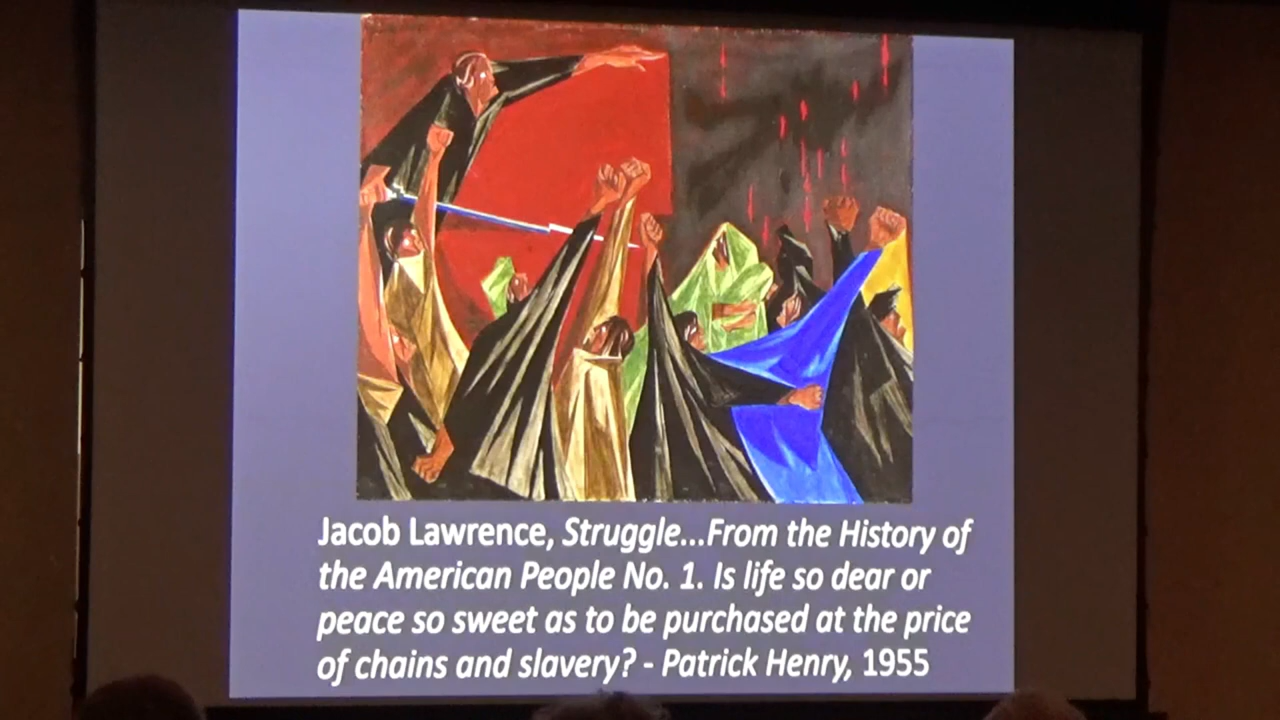 Jacob Lawrence, Struggle...From the History of
the American People No. 1. Is life so dear or
peace so sweet as to be purchased at the price
of chains and slavery? - Patrick Henry, 1955